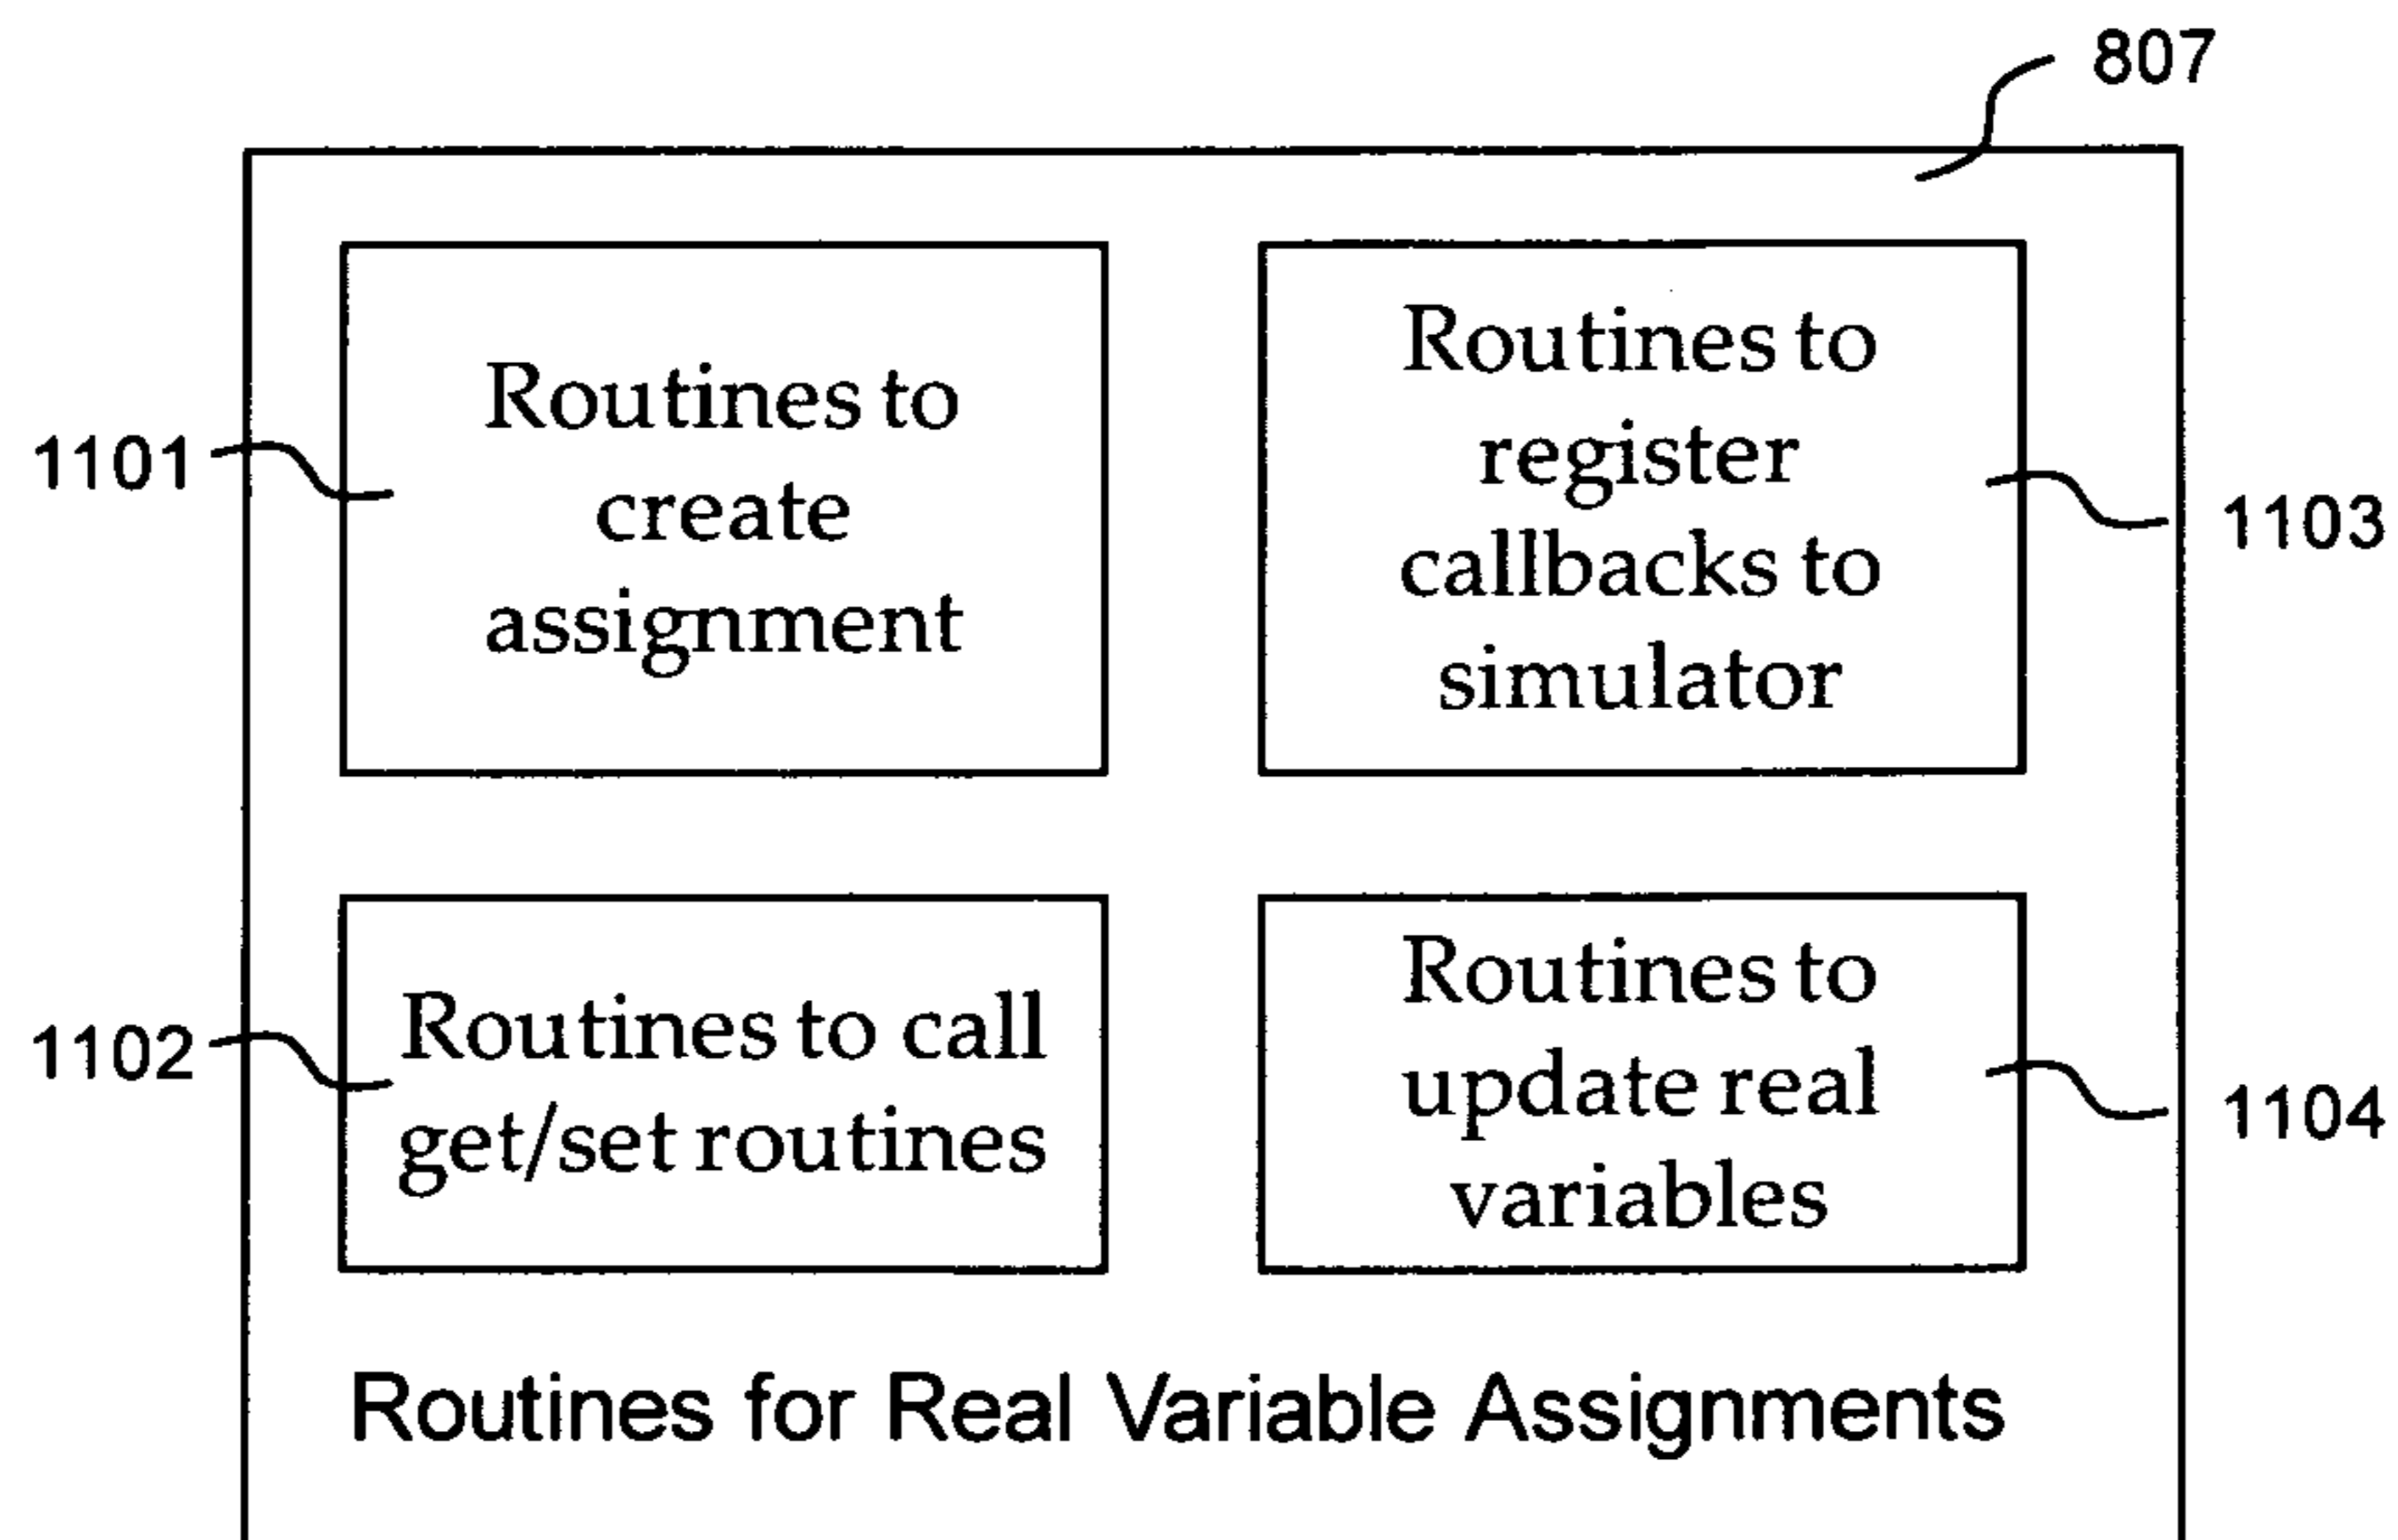 807
1101
Routines to
create
assignment
Routines to
register
callbacks to
simulator
1103
1102
Routines to call
get/set routines
Routines to
update real
variables
1104
Routines for Real Variable Assignments